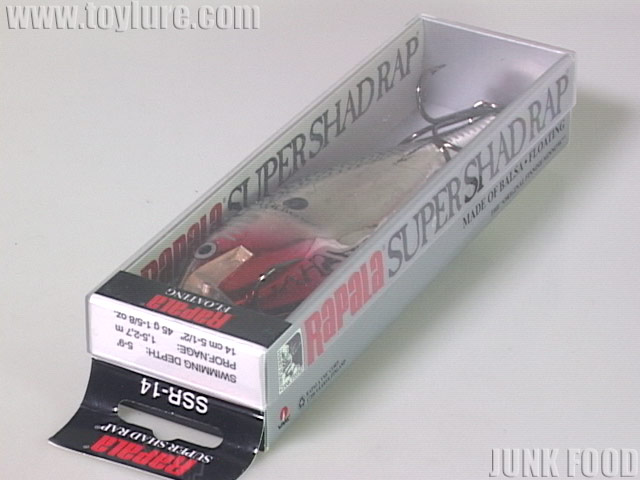 www.toylure.com
Rapala SUPER SHAD RAP
Rapala SUPER SHAD RAP
MADE OF BALSA • FLOATING
Rapala
FLOATING
14 cm 5-1/2" 45 g 1-5/8 oz.
1,5-2,7 m
5-9'
PROF.NAGE:
SWIMMING DEPTH:
SSR-14
Rapala
SUPER SHAD RAP
VMC
JUNK FOOD